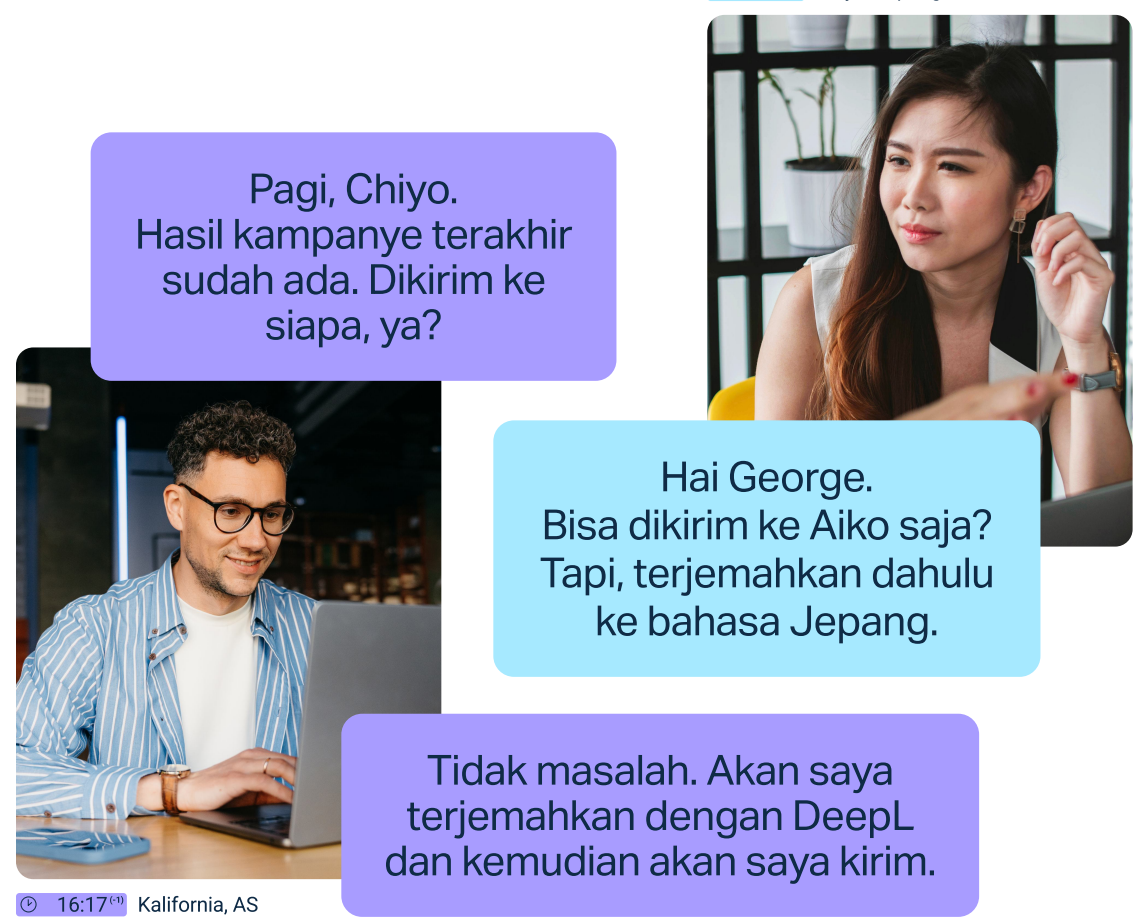 Pagi, Chiyo.
Hasil kampanye terakhir
sudah ada. Dikirim ke
siapa, ya?
Hai George.
Bisa dikirim ke Aiko saja?
Tapi, terjemahkan dahulu
ke bahasa Jepang.
Tidak masalah. Akan saya
terjemahkan dengan DeepL
dan kemudian akan saya kirim.
16:17(-1) Kalifornia, AS